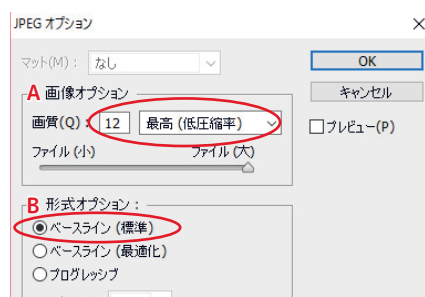 JPEG オプション
マット(M)： なし
OK
キャンセル
プレビュー(P)
A 画像オプション
画質(Q)： 12 最高 (低圧縮率)
ファイル (小) ファイル (大)
B 形式オプション：
ベースライン (標準)
ベースライン (最適化)
プログレッシブ